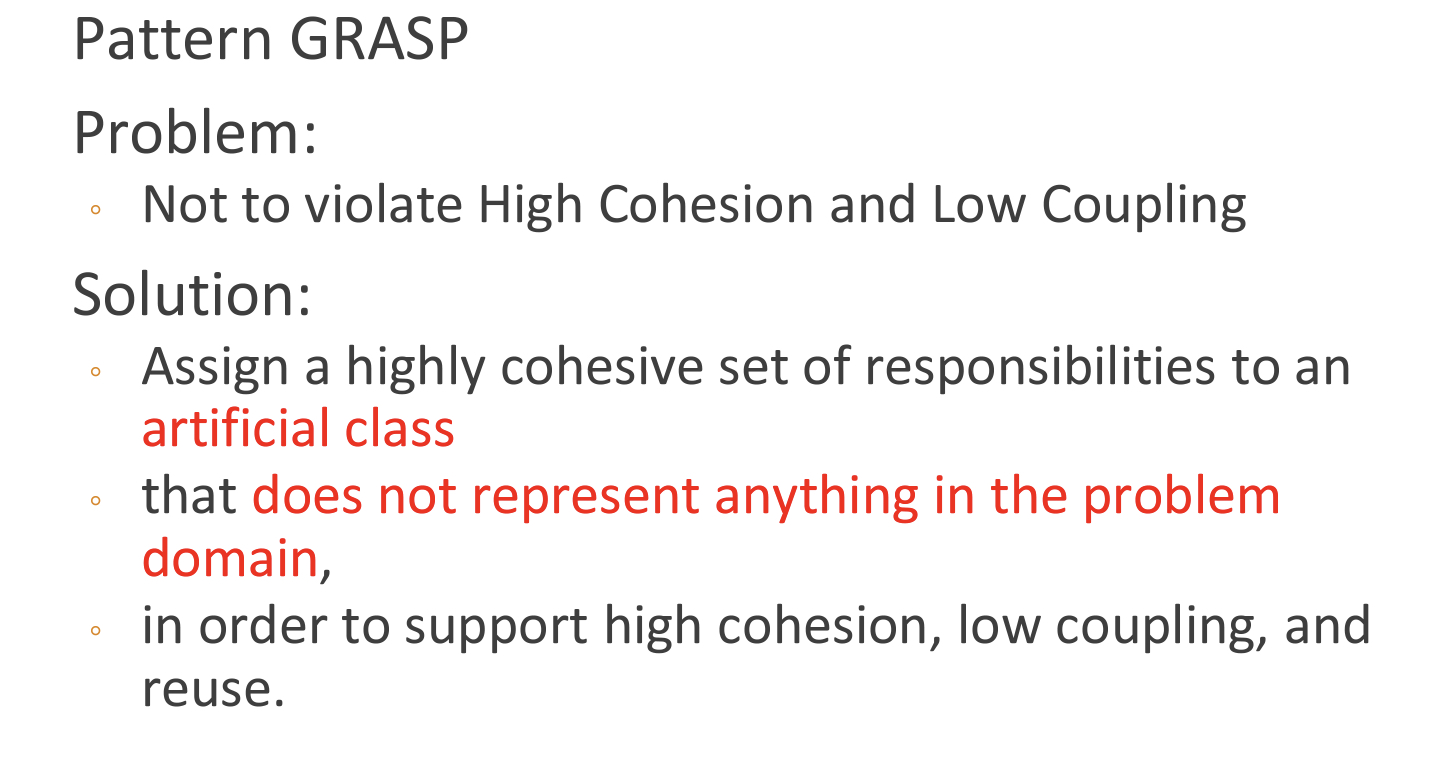 Pattern GRASP
Problem:
◦ Not to violate High Cohesion and Low Coupling
Solution:
◦ Assign a highly cohesive set of responsibilities to an
artificial class
◦ that does not represent anything in the problem
domain,
◦ in order to support high cohesion, low coupling, and
reuse.